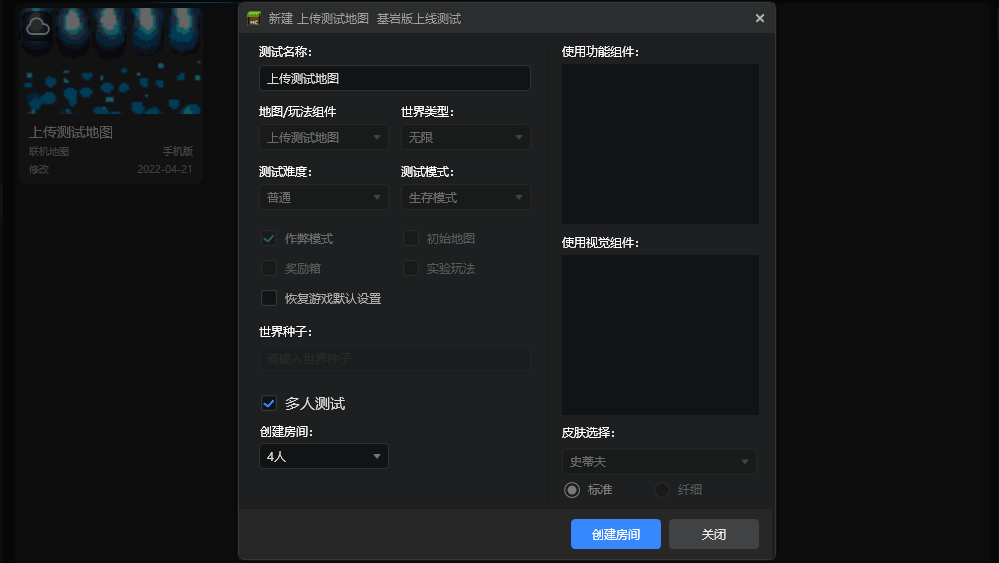 上传测试地图
联机地图 手机版
修改 2022-04-21
新建 上传测试地图 基岩版上线测试
测试名称：
上传测试地图
地图/玩法组件 世界类型：
上传测试地图 无限
测试难度： 测试模式：
普通 生存模式
作弊模式 初始地图
奖励箱 实验玩法
恢复游戏默认设置
世界种子：
请输入世界种子
多人测试
创建房间：
4人
使用功能组件：
使用视觉组件：
皮肤选择：
史蒂夫
标准 纤细
创建房间 关闭